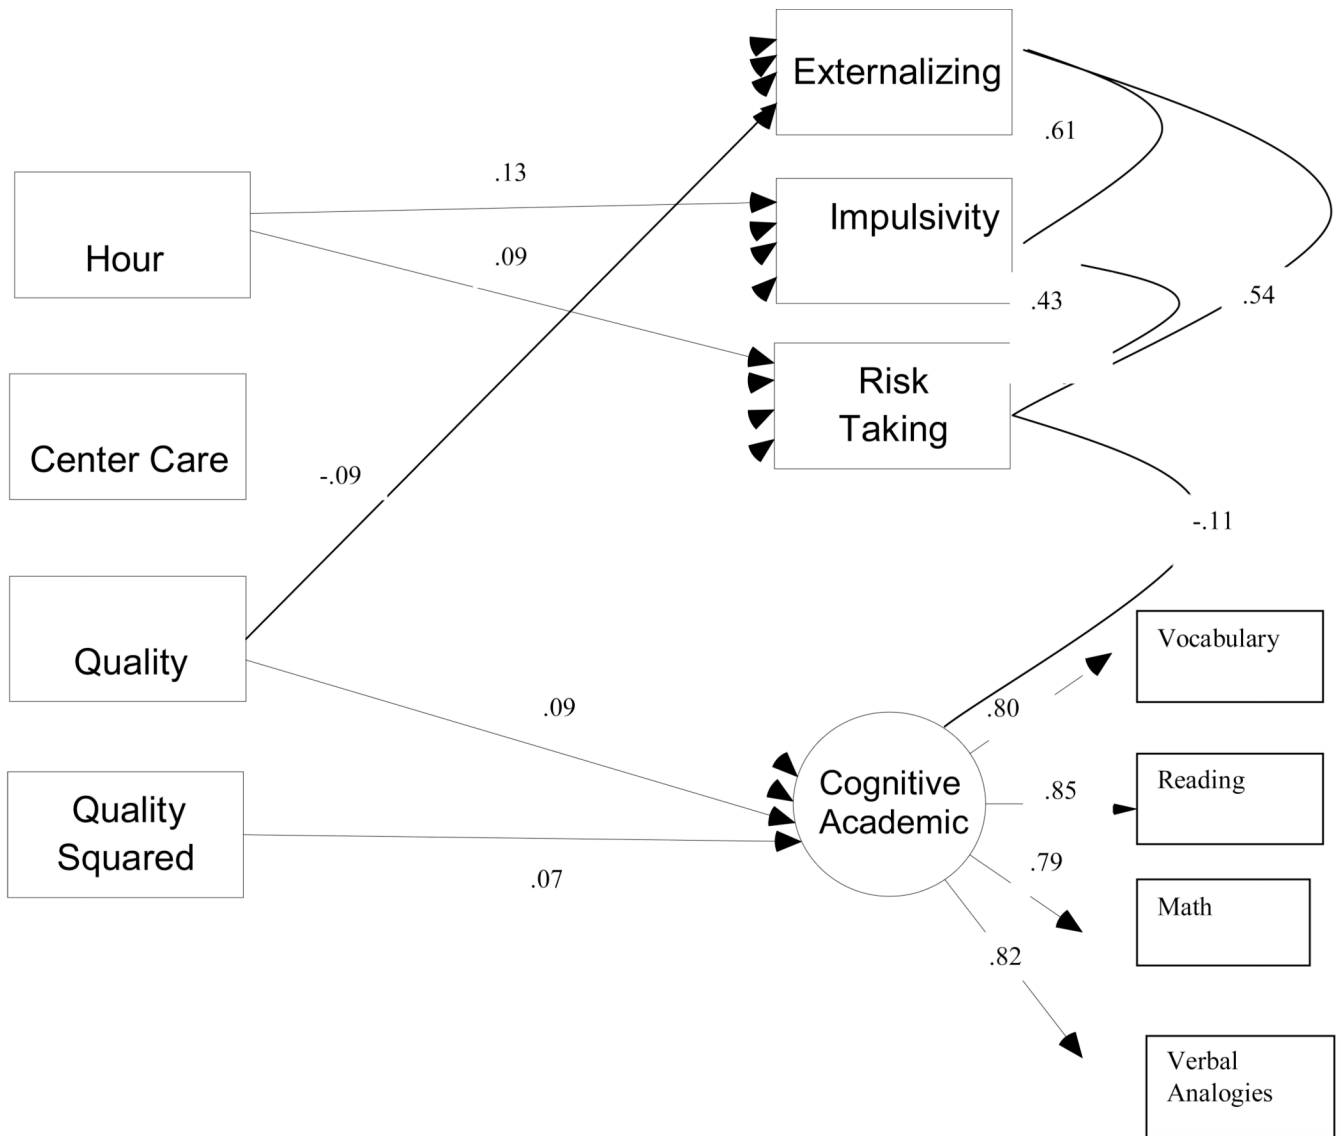 Externalizing
.61
.13
Hour
Impulsivity
.09
.43
.54
Risk
Taking
Center Care
-.09
-.11
Quality
Vocabulary
.09
.80
Quality
Squared
Cognitive
Academic
.85
Reading
.07
.79
Math
.82
Verbal
Analogies